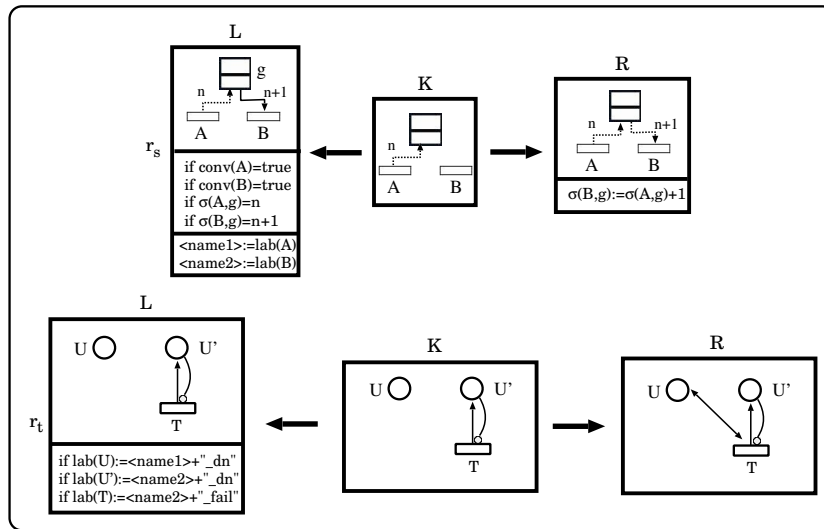 L
g
n
n+1
A
B
r_s
if conv(A)=true
if conv(B)=true
if σ(A,g)=n
if σ(B,g)=n+1
<name1>:=lab(A)
<name2>:=lab(B)
K
n
A
B
R
n
n+1
A
B
σ(B,g):=σ(A,g)+1
L
U
U'
T
r_t
if lab(U):=<name1>+"_dn"
if lab(U'):=<name2>+"_dn"
if lab(T):=<name2>+"_fail"
K
U
U'
T
R
U
U'
T